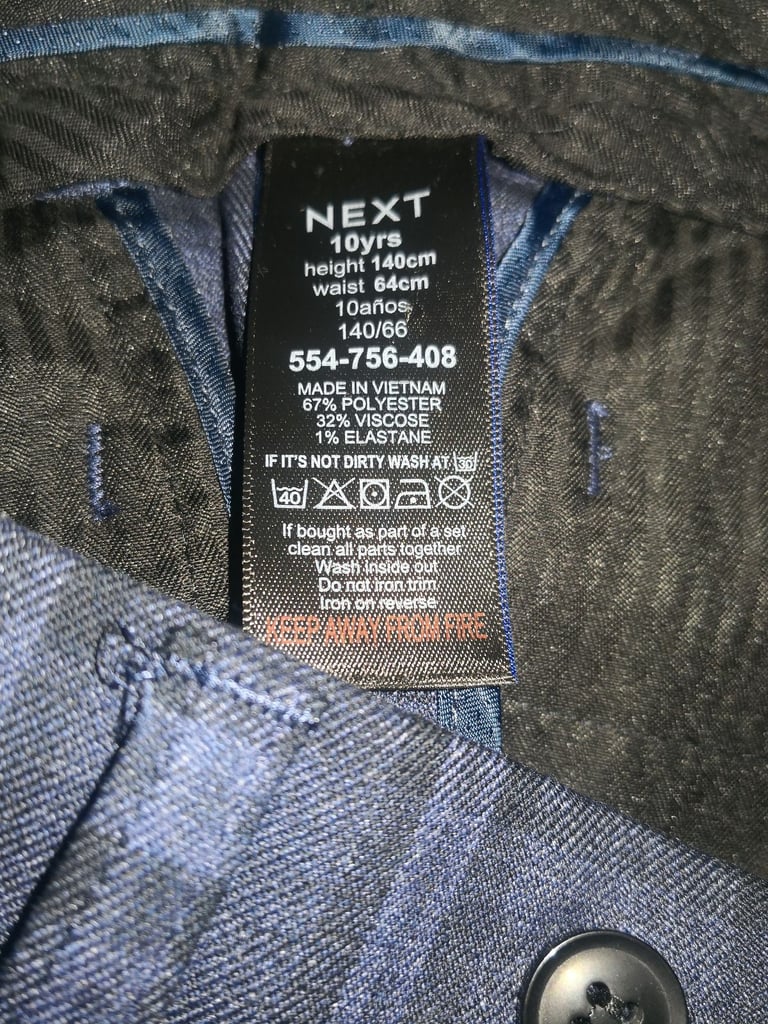 NEXT
10yrs
height 140cm
waist 64cm
10años
140/66
554-756-408
MADE IN VIETNAM
67% POLYESTER
32% VISCOSE
1% ELASTANE
IF IT'S NOT DIRTY WASH AT 30
40
If bought as part of a set
clean all parts together
Wash inside out
Do not iron trim
Iron on reverse
KEEP AWAY FROM FIRE